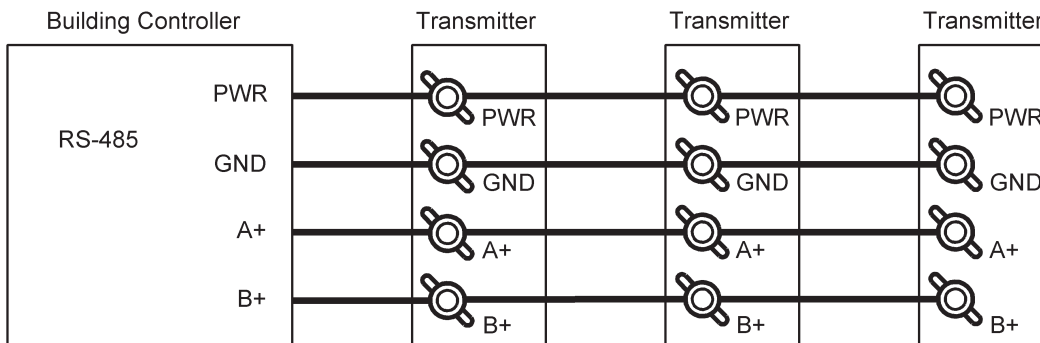 Building Controller
Transmitter
Transmitter
Transmitter
RS-485
PWR
GND
A+
B+
PWR
GND
A+
B+
PWR
GND
A+
B+
PWR
GND
A+
B+